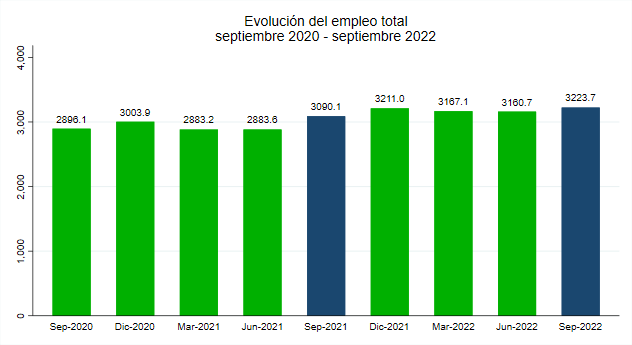 Evolución del empleo total
septiembre 2020 - septiembre 2022
4,000
3,000
2,000
1,000
0
2896.1
3003.9
2883.2
2883.6
3090.1
3211.0
3167.1
3160.7
3223.7
Sep-2020
Dic-2020
Mar-2021
Jun-2021
Sep-2021
Dic-2021
Mar-2022
Jun-2022
Sep-2022